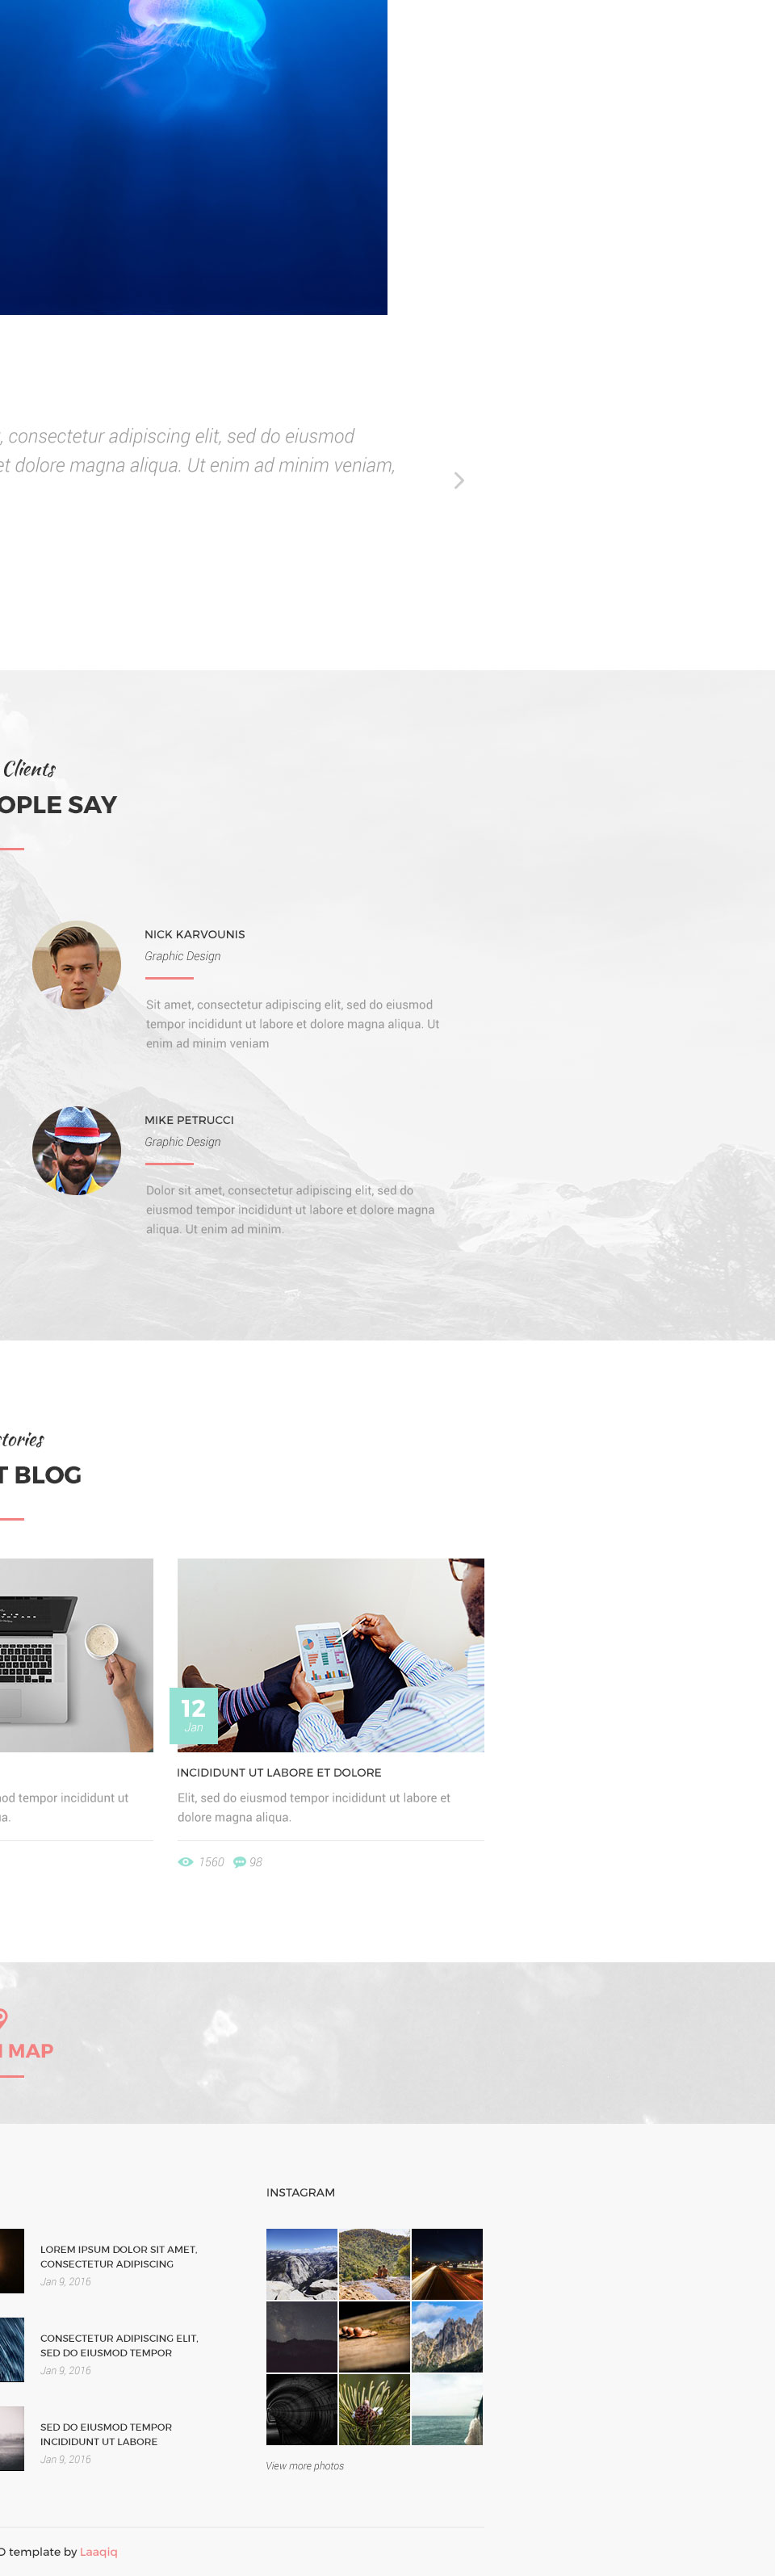 , consectetur adipiscing elit, sed do eiusmod
et dolore magna aliqua. Ut enim ad minim veniam,
Clients
OPLE SAY
NICK KARVOUNIS
Graphic Design
Sit amet, consectetur adipiscing elit, sed do eiusmod
tempor incididunt ut labore et dolore magna aliqua. Ut
enim ad minim veniam
MIKE PETRUCCI
Graphic Design
Dolor sit amet, consectetur adipiscing elit, sed do
eiusmod tempor incididunt ut labore et dolore magna
aliqua. Ut enim ad minim.
stories
T BLOG
mod tempor incididunt ut
ua.
12
Jan
INCIDIDUNT UT LABORE ET DOLORE
Elit, sed do eiusmod tempor incididunt ut labore et
dolore magna aliqua.
1560 98
MAP
LOREM IPSUM DOLOR SIT AMET,
CONSECTETUR ADIPISCING
Jan 9, 2016
CONSECTETUR ADIPISCING ELIT,
SED DO EIUSMOD TEMPOR
Jan 9, 2016
SED DO EIUSMOD TEMPOR
INCIDIDUNT UT LABORE
Jan 9, 2016
INSTAGRAM
View more photos
D template by Laaqiq